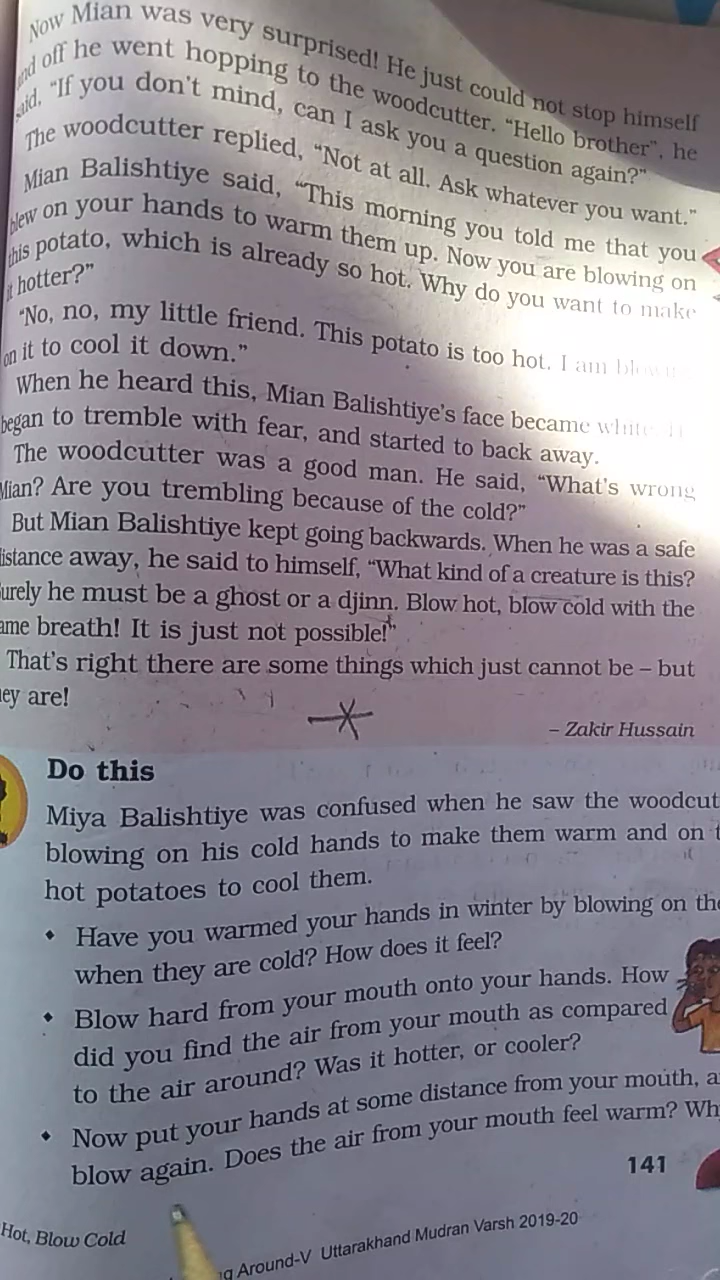 Now Mian was very surprised! He just could not stop himself
and off he went hopping to the woodcutter. “Hello brother”, he
said. “If you don’t mind, can I ask you a question again?”
The woodcutter replied, “Not at all. Ask whatever you want.”
Mian Balishtiye said, “This morning you told me that you
blew on your hands to warm them up. Now you are blowing on
this potato, which is already so hot. Why do you want to make
it hotter?”
“No, no, my little friend. This potato is too hot. I am
on it to cool it down.”
When he heard this, Mian Balishtiye’s face became white.
began to tremble with fear, and started to back away.
The woodcutter was a good man. He said, “What’s wrong
Mian? Are you trembling because of the cold?”
But Mian Balishtiye kept going backwards. When he was a safe
istance away, he said to himself, “What kind of a creature is this?
urely he must be a ghost or a djinn. Blow hot, blow cold with the
ame breath! It is just not possible!”
That’s right there are some things which just cannot be – but
ey are!
– Zakir Hussain
Do this
Miya Balishtiye was confused when he saw the woodcut
blowing on his cold hands to make them warm and on t
hot potatoes to cool them.
• Have you warmed your hands in winter by blowing on the
when they are cold? How does it feel?
• Blow hard from your mouth onto your hands. How
did you find the air from your mouth as compared
to the air around? Was it hotter, or cooler?
• Now put your hands at some distance from your mouth, a
blow again. Does the air from your mouth feel warm? Wh
141
Hot, Blow Cold
g Around-V Uttarakhand Mudran Varsh 2019-20